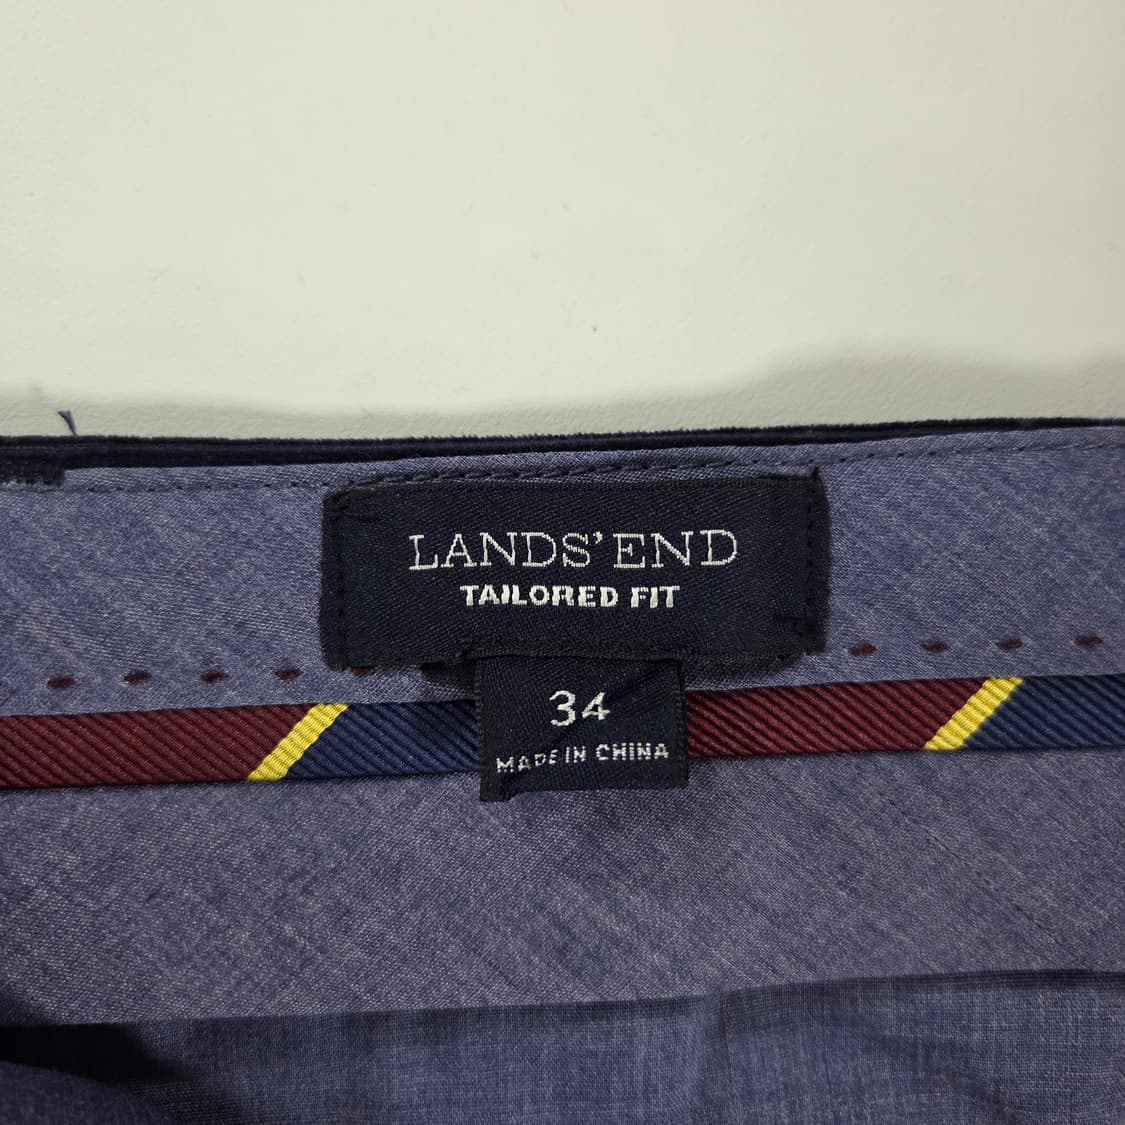 LANDS' END
TAILORED FIT
34
MADE IN CHINA